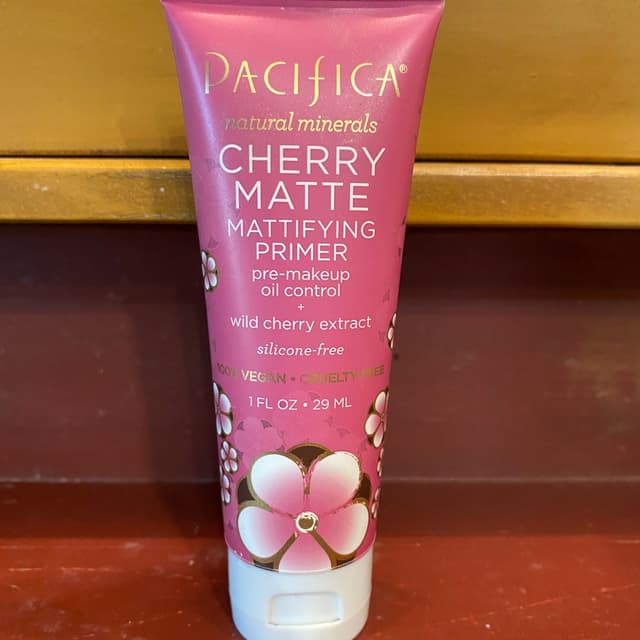 PACIFICA®
natural minerals
CHERRY
MATTE
MATTIFYING
PRIMER
pre-makeup
oil control
+
wild cherry extract
silicone-free
100% VEGAN • CRUELTY-FREE
1 FL OZ • 29 ML